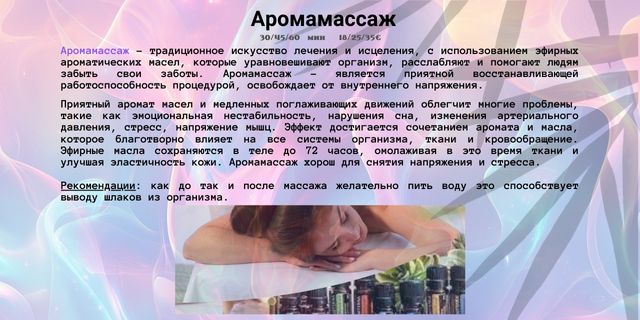 Аромамассаж
30/45/60 мин 18/25/35€
Аромамассаж – традиционное искусство лечения и исцеления, с использованием эфирных
ароматических масел, которые уравновешивают организм, расслабляют и помогают людям
забыть свои заботы. Аромамассаж – является приятной восстанавливающей
работоспособность процедурой, освобождает от внутреннего напряжения.
Приятный аромат масел и медленных поглаживающих движений облегчит многие проблемы,
такие как эмоциональная нестабильность, нарушения сна, изменения артериального
давления, стресс, напряжение мышц. Эффект достигается сочетанием аромата и масла,
которое благотворно влияет на все системы организма, ткани и кровообращение.
Эфирные масла сохраняются в теле до 72 часов, омолаживая в это время ткани и
улучшая эластичность кожи. Аромамассаж хорош для снятия напряжения и стресса.
Рекомендации: как до так и после массажа желательно пить воду это способствует
выводу шлаков из организма.